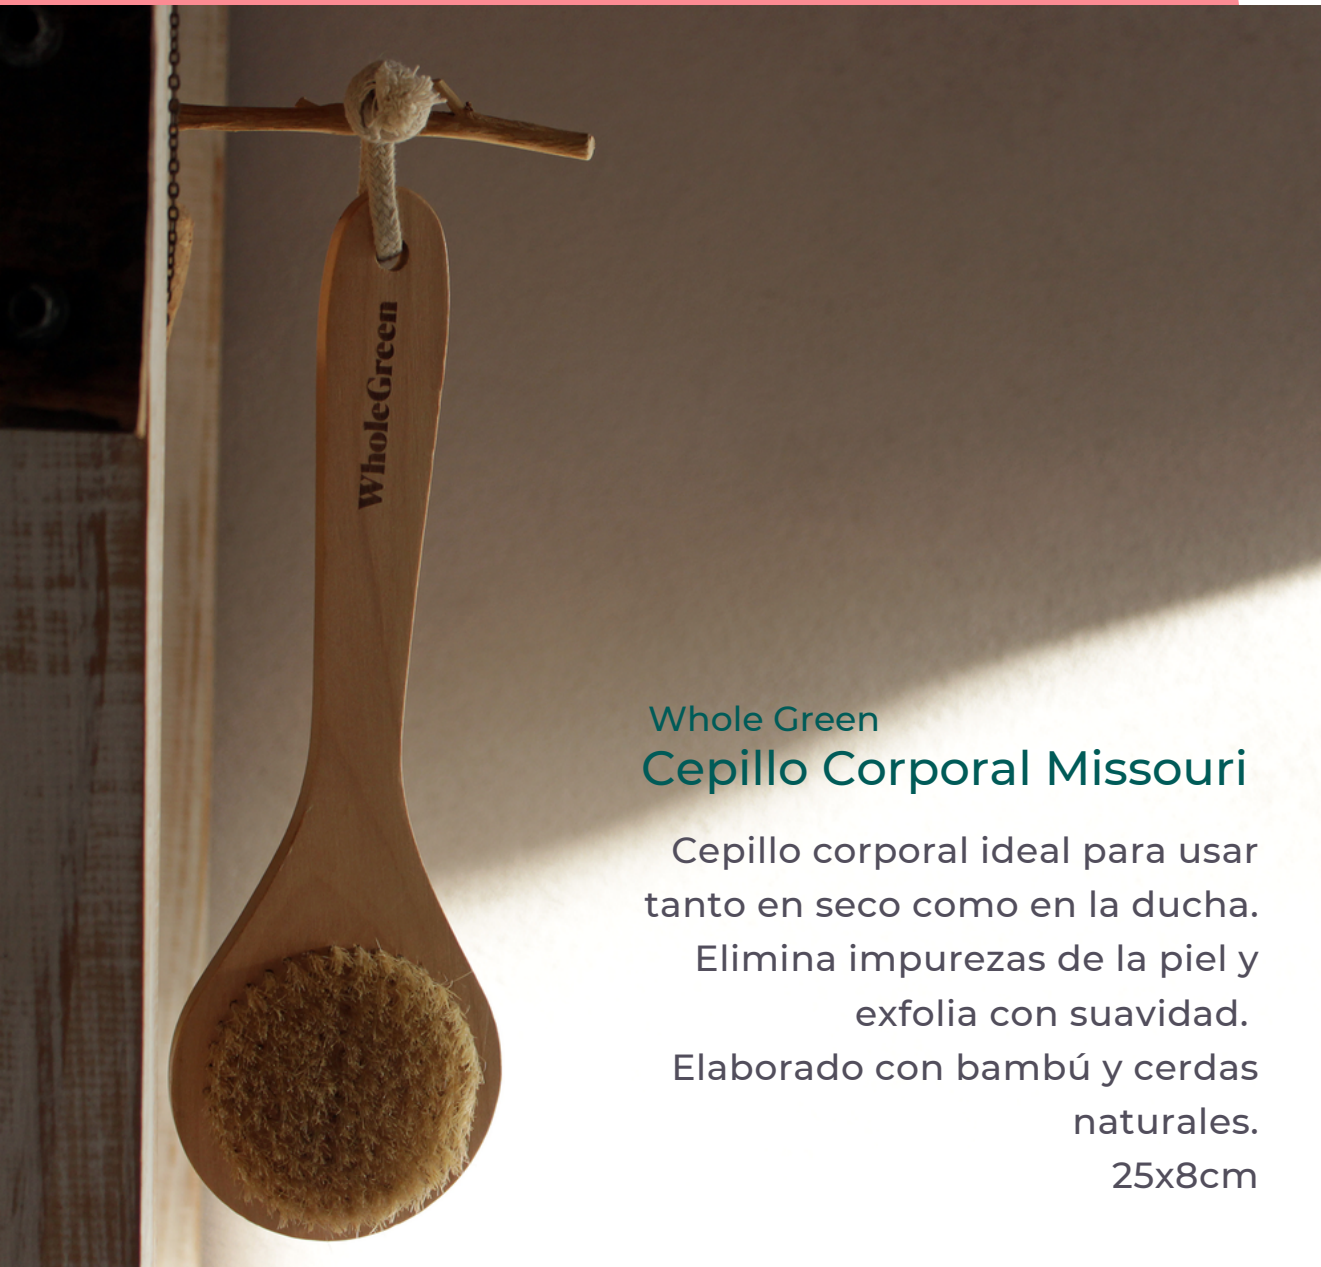 WholeGreen
Whole Green
Cepillo Corporal Missouri
Cepillo corporal ideal para usar
tanto en seco como en la ducha.
Elimina impurezas de la piel y
exfolia con suavidad.
Elaborado con bambú y cerdas
naturales.
25x8cm